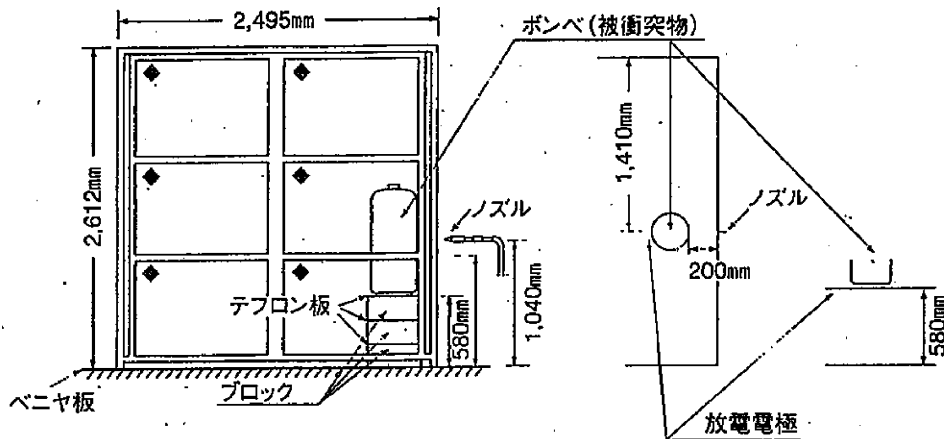 2,495mm
ボンベ(被衝突物)
2,612mm
1,410mm
ノズル
ノズル
200mm
テフロン板
580mm
1,040mm
580mm
ベニヤ板
ブロック
放電電極